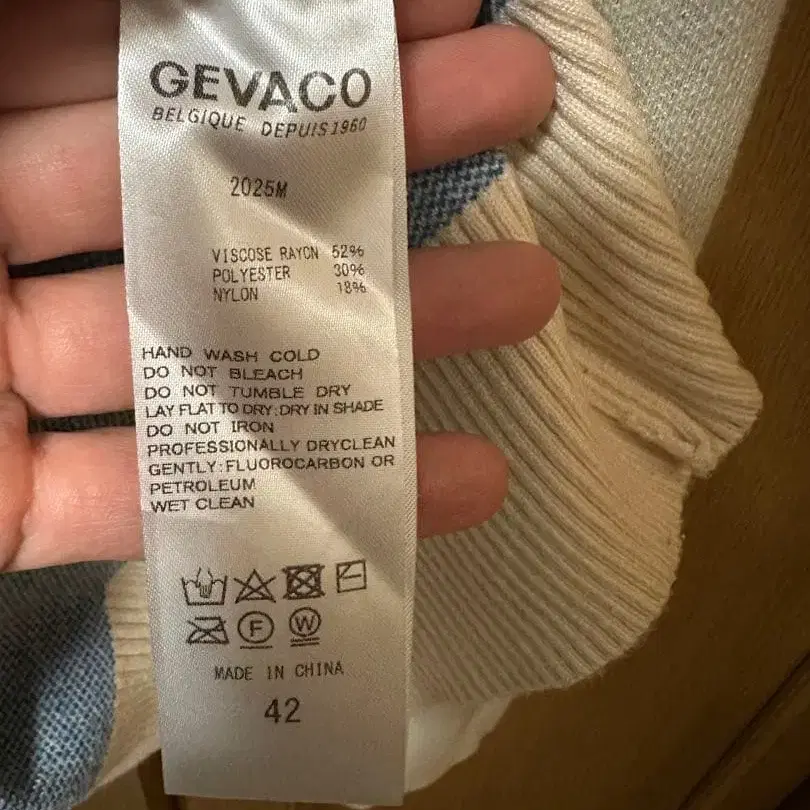 GEVACO
BELGIQUE DEPUIS 1960
2025M
VISCOSE RAYON 52%
POLYESTER 30%
NYLON 18%
HAND WASH COLD
DO NOT BLEACH
DO NOT TUMBLE DRY
LAY FLAT TO DRY:DRY IN SHADE
DO NOT IRON
PROFESSIONALLY DRYCLEAN
GENTLY:FLUOROCARBON OR
PETROLEUM
WET CLEAN
F W
MADE IN CHINA
42